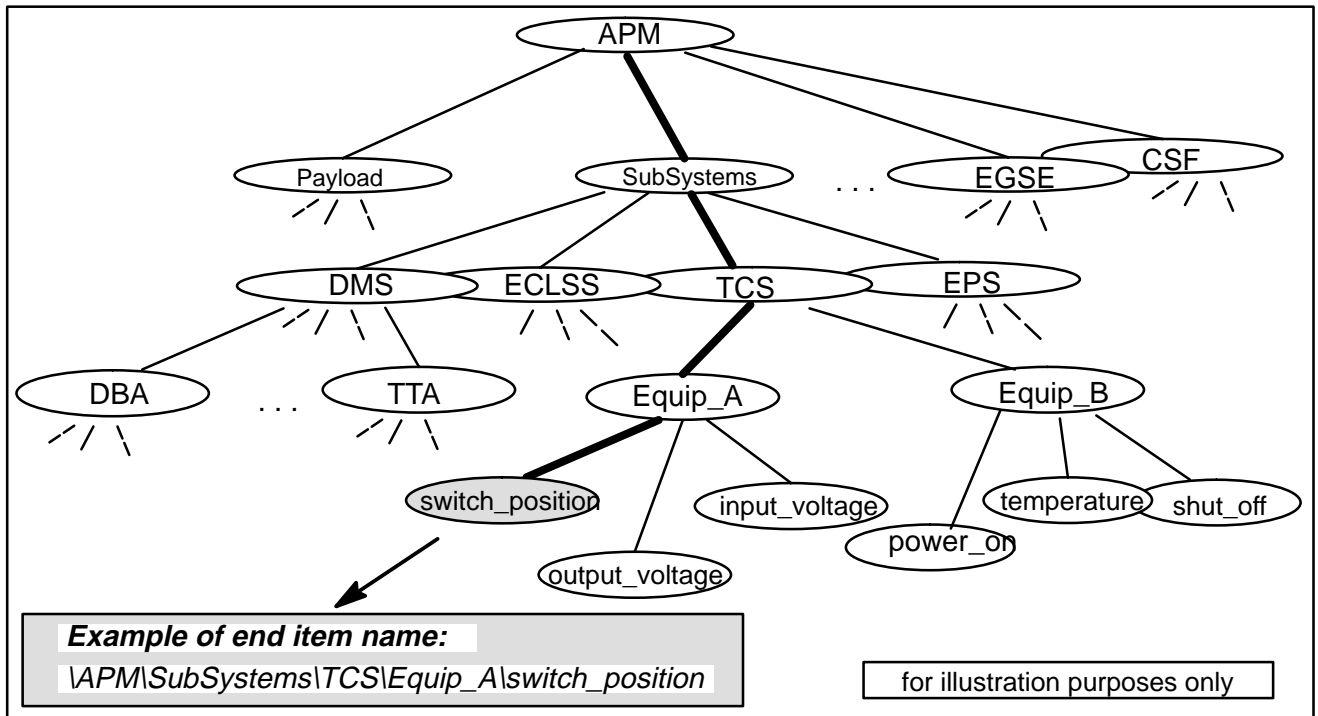 APM
Payload
SubSystems
. . .
EGSE
CSF
DMS
ECLSS
TCS
EPS
DBA
. . .
TTA
Equip_A
Equip_B
switch_position
input_voltage
temperature
shut_off
power_on
output_voltage
Example of end item name:
\APM\SubSystems\TCS\Equip_A\switch_position
for illustration purposes only